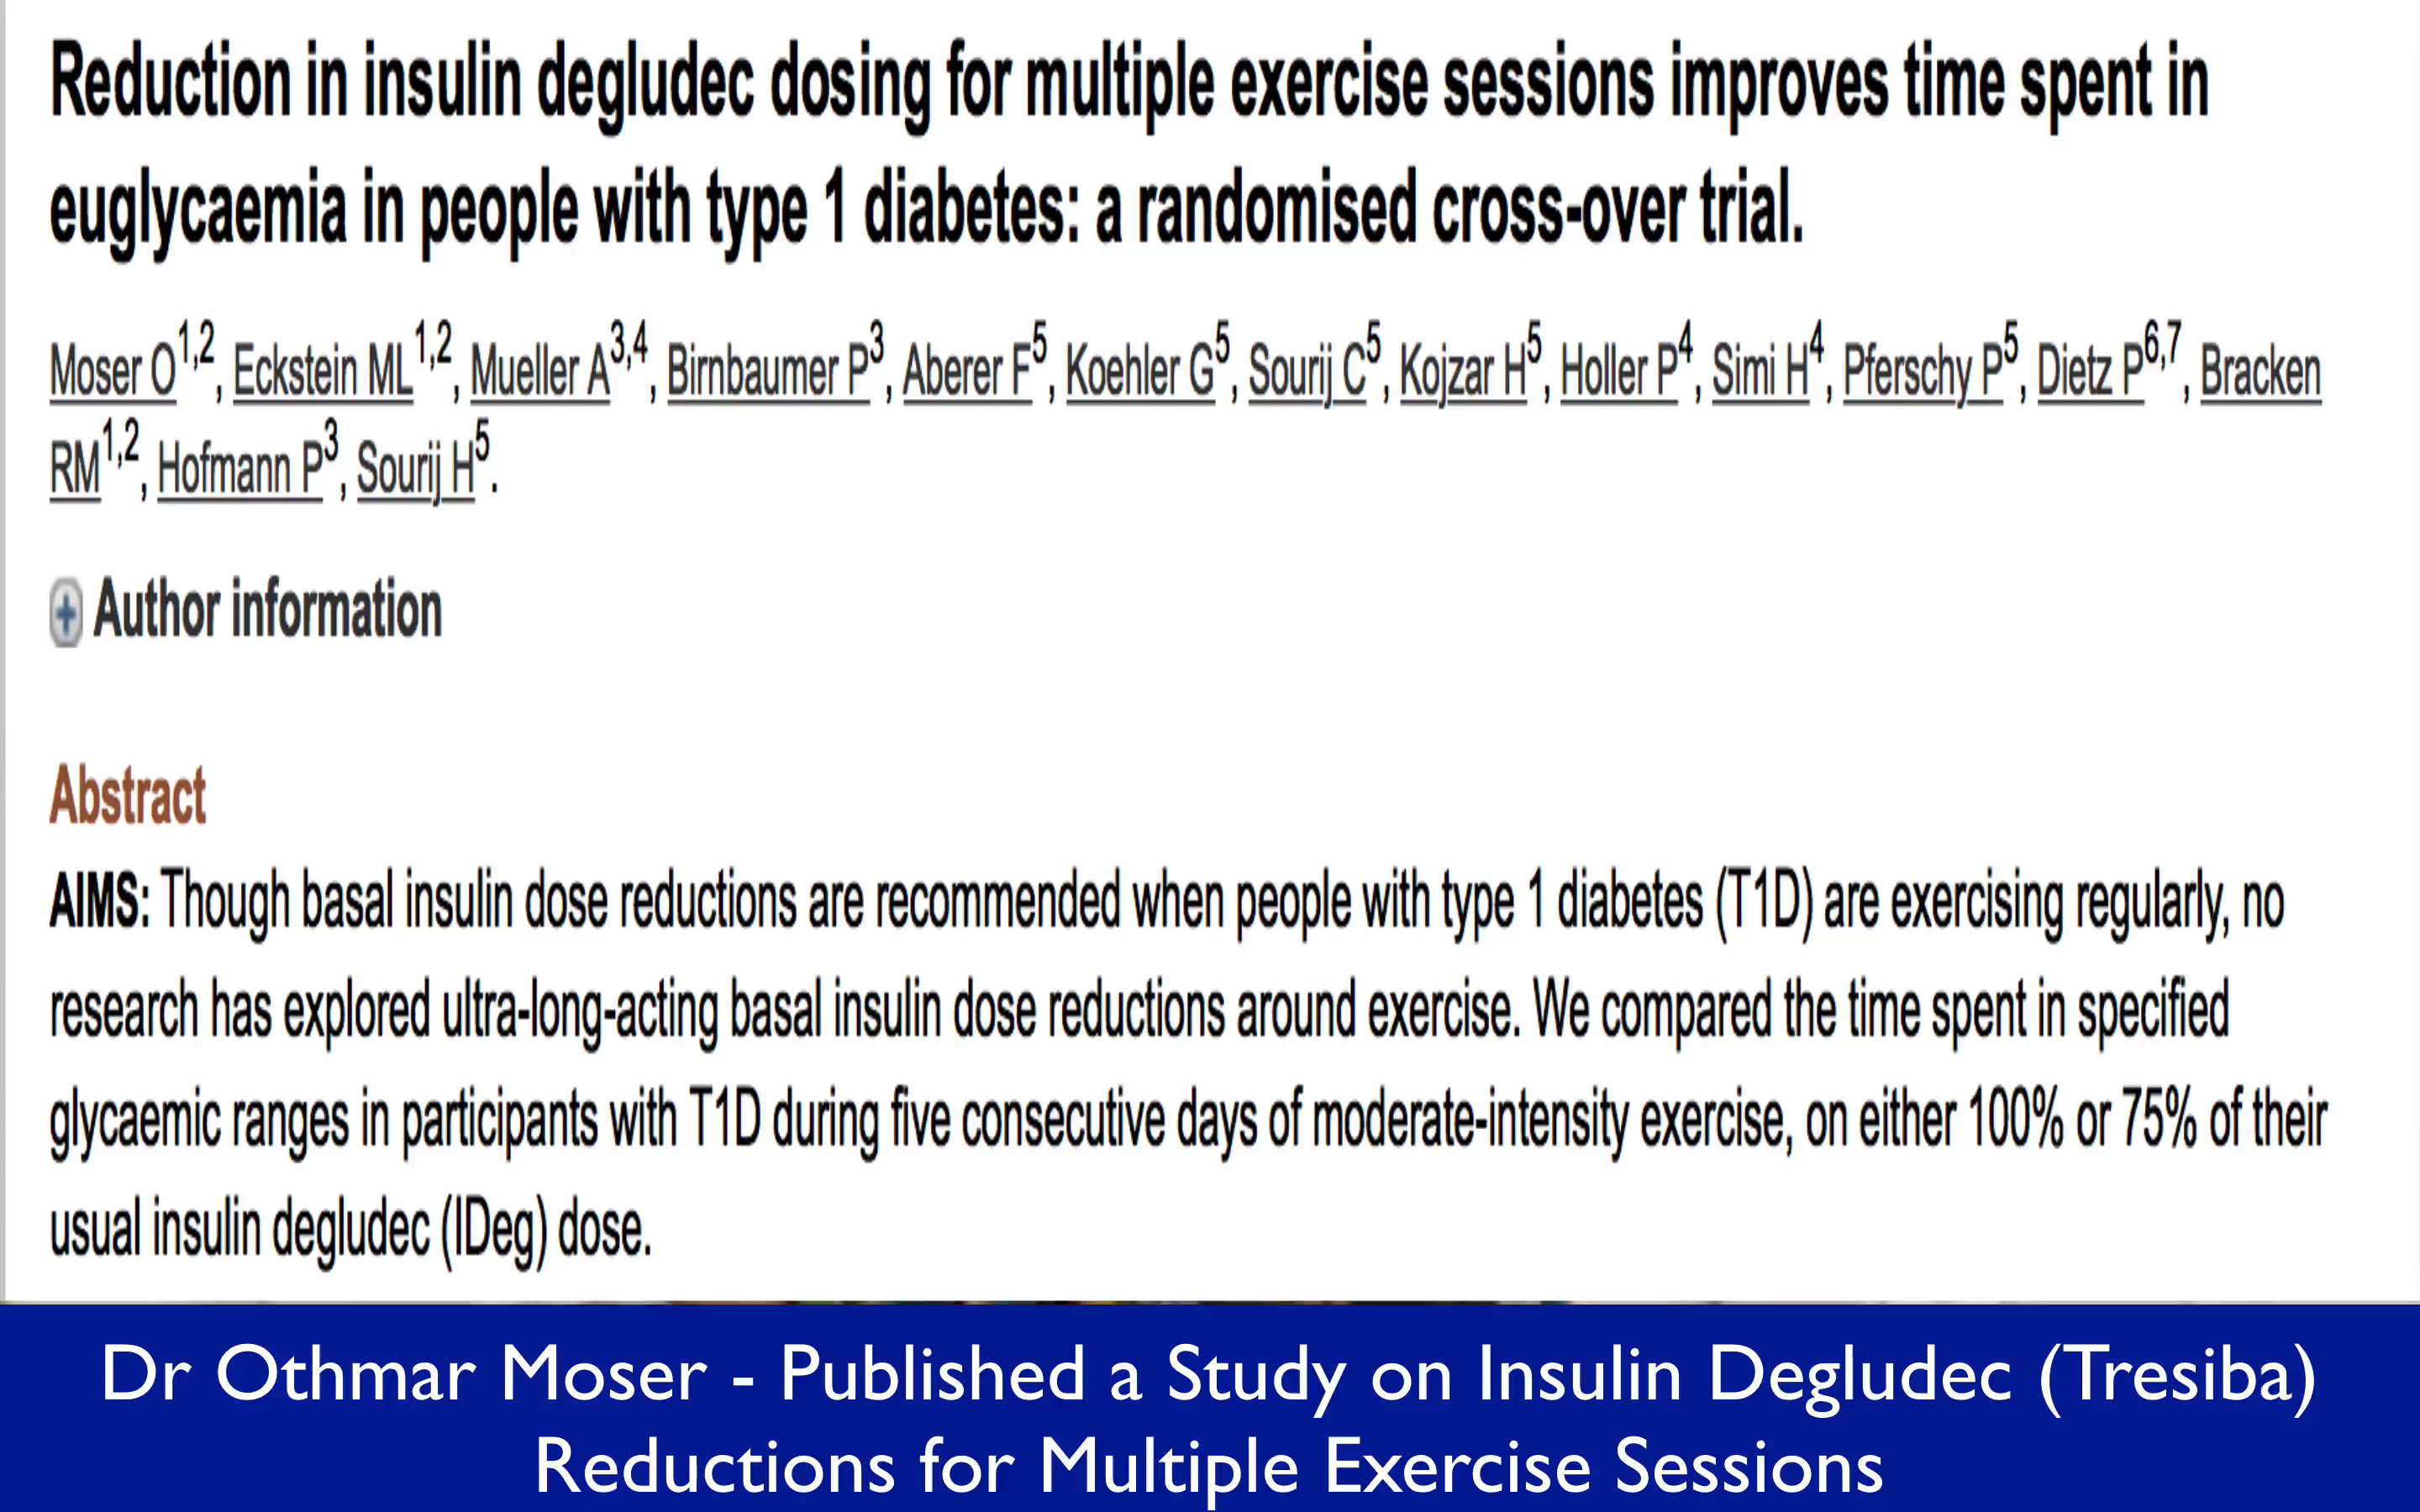 Reduction in insulin degludec dosing for multiple exercise sessions improves time spent in
euglycaemia in people with type 1 diabetes: a randomised cross-over trial.
Moser O1,2, Eckstein ML1,2, Mueller A3,4, Birnbaumer P3, Aberer F5, Koehler G5, Sourij C5, Kojzar H5, Holler P4, Simi H4, Pferschy P5, Dietz P6,7, Bracken
RM1,2, Hofmann P3, Sourij H5.
Author information
Abstract
AIMS: Though basal insulin dose reductions are recommended when people with type 1 diabetes (T1D) are exercising regularly, no
research has explored ultra-long-acting basal insulin dose reductions around exercise. We compared the time spent in specified
glycaemic ranges in participants with T1D during five consecutive days of moderate-intensity exercise, on either 100% or 75% of their
usual insulin degludec (IDeg) dose.
Dr Othmar Moser - Published a Study on Insulin Degludec (Tresiba)
Reductions for Multiple Exercise Sessions